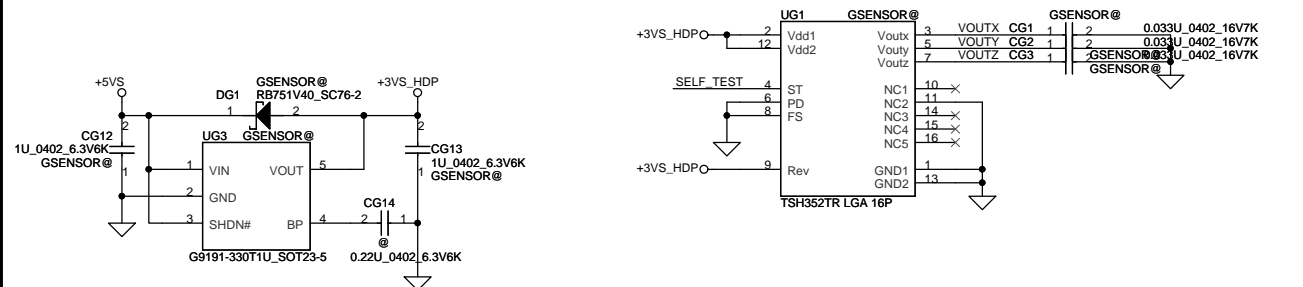 +5VS
GSENSOR@
DG1 RB751V40_SC76-2
+3VS_HDP
1 2
2
CG12
1U_0402_6.3V6K
GSENSOR@
1
UG3 GSENSOR@
1 VIN VOUT 5
2 GND
3 SHDN# BP 4
G9191-330T1U_SOT23-5
2
CG13
1U_0402_6.3V6K
GSENSOR@
1
CG14
2 1
@
0.22U_0402_6.3V6K
UG1 GSENSOR@
+3VS_HDP 2 Vdd1 Voutx 3 VOUTX CG1 1 2 0.033U_0402_16V7K
12 Vdd2 Vouty 5 VOUTY CG2 1 2 0.033U_0402_16V7K
Voutz 7 VOUTZ CG3 1 2 0.033U_0402_16V7K
GSENSOR@
GSENSOR@
GSENSOR@
SELF_TEST 4 ST NC1 10
6 PD NC2 11
8 FS NC3 14
NC4 15
NC5 16
+3VS_HDP 9 Rev GND1 1
GND2 13
TSH352TR LGA 16P